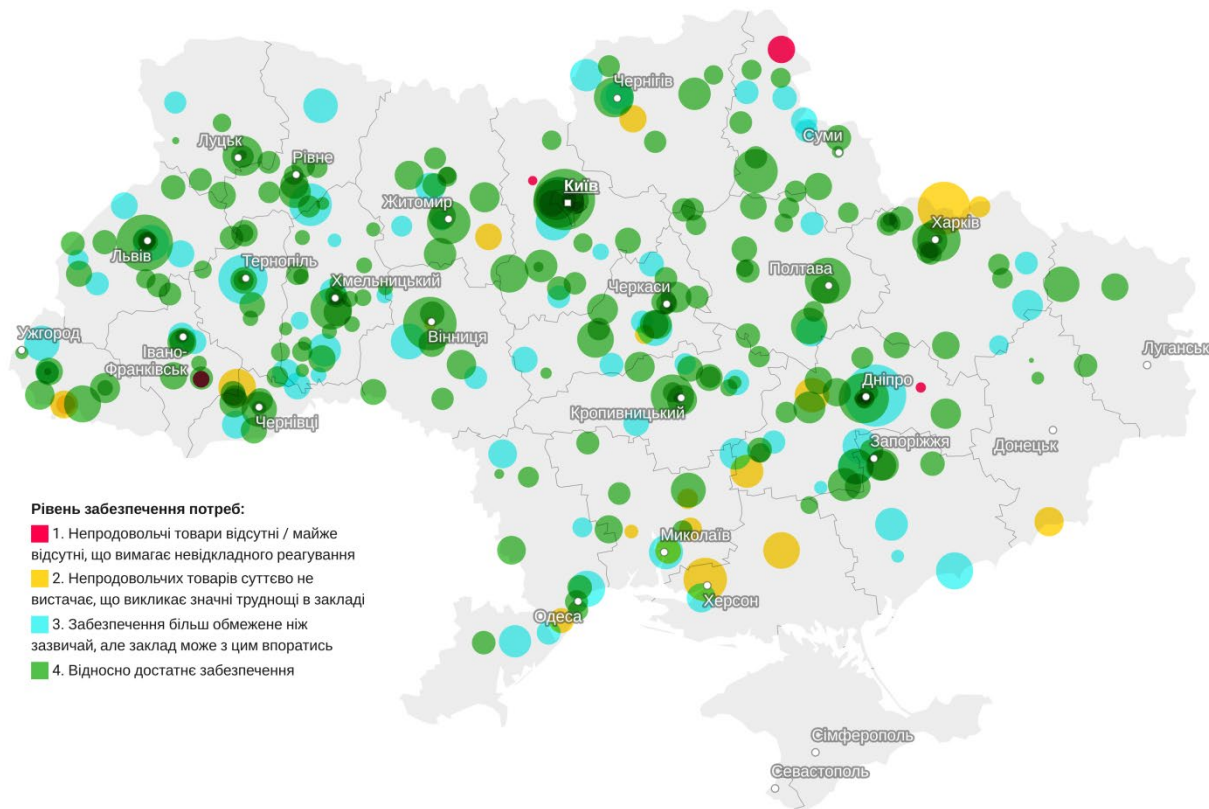 Чернігів
Суми
Луцьк
Рівне
Київ
Житомир
Харків
Львів
Тернопіль
Хмельницький
Полтава
Черкаси
Ужгород
Вінниця
Івано-
Франківськ
Луганськ
Дніпро
Кропивницький
Чернівці
Запоріжжя
Донецьк
Рівень забезпечення потреб:
1. Непродовольчі товари відсутні / майже
відсутні, що вимагає невідкладного реагування
2. Непродовольчих товарів суттєво не
вистачає, що викликає значні труднощі в закладі
3. Забезпечення більш обмежене ніж
зазвичай, але заклад може з цим впоратись
4. Відносно достатнє забезпечення
Миколаїв
Херсон
Одеса
Сімферополь
Севастополь